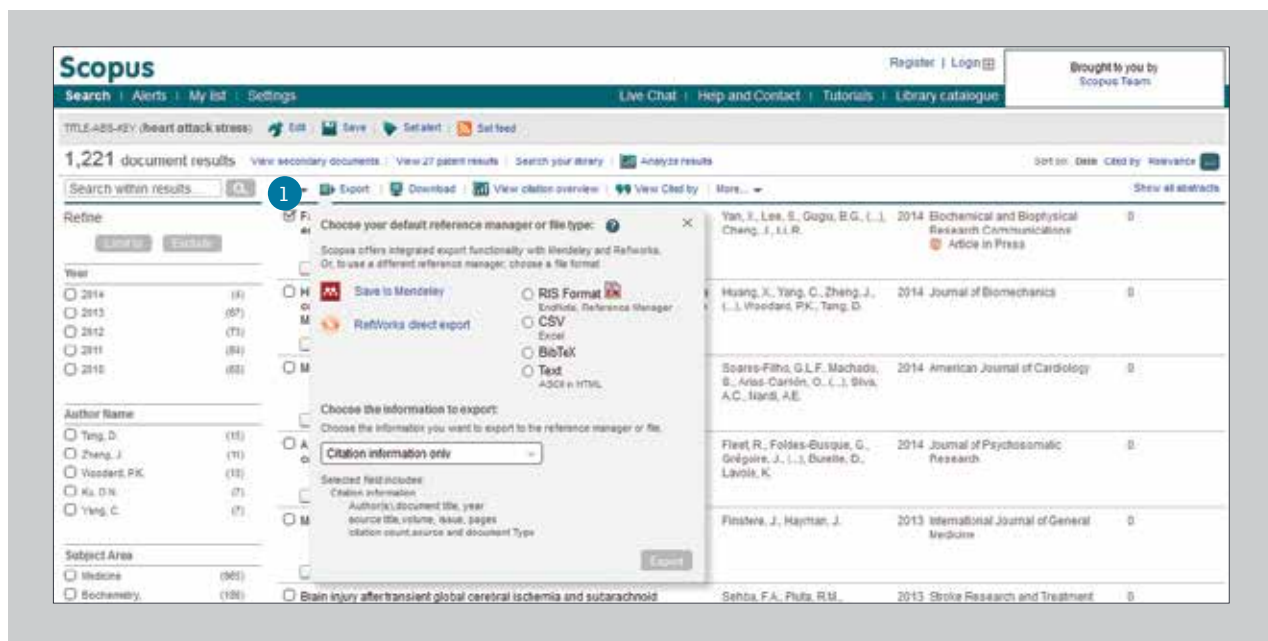 Scopus
Register | Login
Brought to you by
Scopus Team
Search | Alerts | My list | Settings
Live Chat | Help and Contact | Tutorials | Library catalogue
TITLE-ABS-KEY (heart attack stress) Edit | Save | Set alert | Set feed
1,221 document results View secondary documents | View 27 patent results | Search your library | Analyze results
Sort on: Date Cited by Relevance
Search within results...
1
Export | Download | View citation overview | View Cited by | More...
Show all abstracts
Refine
Limit to Exclude
Year
2014
2013 (67)
2012 (73)
2011 (84)
2010
Author Name
Tang, D. (15)
Zheng, J. (11)
Woodard, P.K. (10)
Ku, D.N. (7)
Yang, C. (7)
Subject Area
Medicine
Biochemistry,
Choose your default reference manager or file type:
Scopus offers integrated export functionality with Mendeley and Refworks.
Or, to use a different reference manager, choose a file format
Save to Mendeley
RefWorks direct export
RIS Format
EndNote, Reference Manager
CSV
Excel
BibTeX
Text
ASCII in HTML
Choose the information to export:
Choose the information you want to export to the reference manager or file.
Citation information only
Selected field includes:
Citation information
Author(s),document title, year
source title,volume, issue, pages
citation count,source and document Type
Export
Yan, X., Lee, S., Gugu, B.G., (...),
Cheng, J., Li, R.
2014 Biochemical and Biophysical
Research Communications
Article in Press
0
Huang, X., Yang, C., Zheng, J.,
(...), Woodard, P.K., Tang, D.
2014 Journal of Biomechanics
0
Soares-Filho, G.L.F., Machado,
S., Arias-Carrión, O., (...), Silva,
A.C., Nardi, A.E.
2014 American Journal of Cardiology
0
Fleet, R., Foldes-Busque, G.,
Grégoire, J., (...), Burelle, D.,
Lavoie, K.
2014 Journal of Psychosomatic
Research
0
Finsterer, J., Hayman, J.
2013 International Journal of General
Medicine
0
Brain injury after transient global cerebral ischemia and subarachnoid
Sehba, F.A., Pluta, R.M.,
2013 Stroke Research and Treatment
0